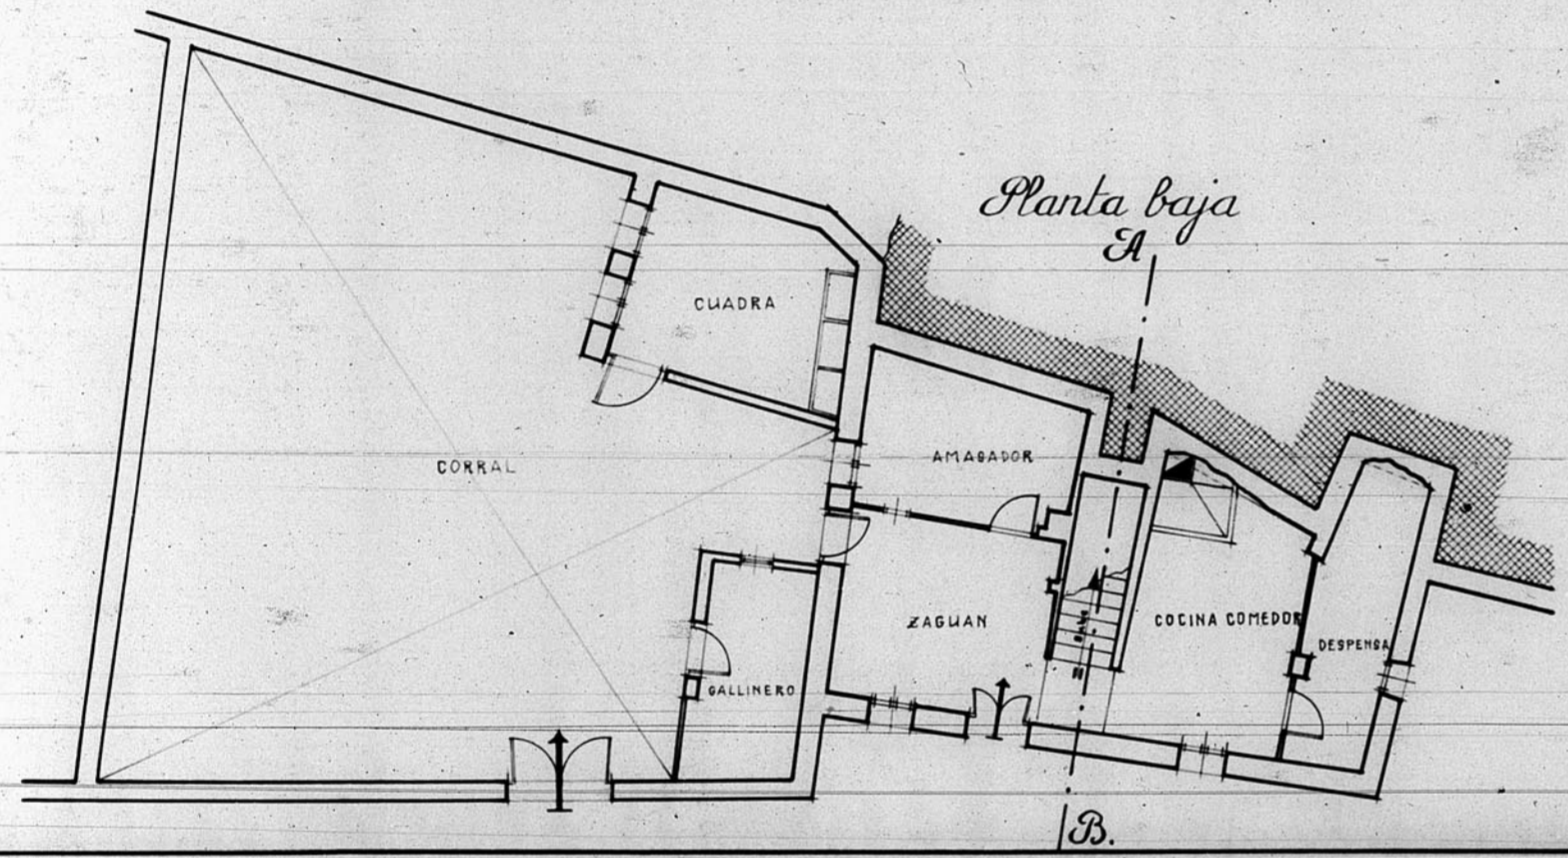 Planta baja
A
CUADRA
CORRAL
AMASADOR
ZAGUAN
COCINA COMEDOR
DESPENSA
GALLINERO
B.